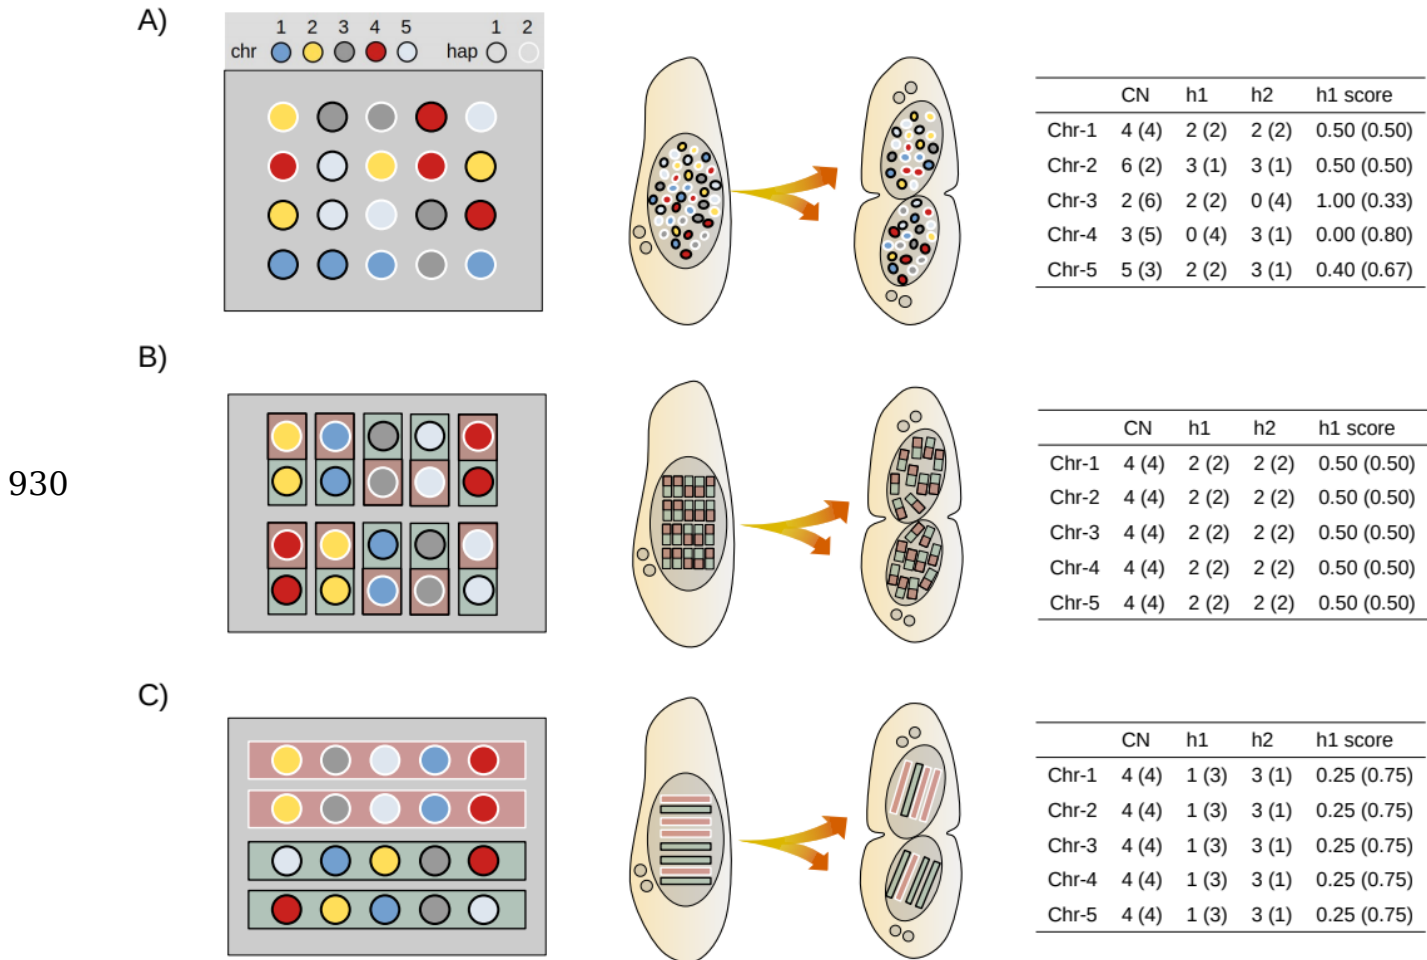 A)
1 2 3 4 5 1 2
chr hap
CN h1 h2 h1 score
Chr-1 4 (4) 2 (2) 2 (2) 0.50 (0.50)
Chr-2 6 (2) 3 (1) 3 (1) 0.50 (0.50)
Chr-3 2 (6) 2 (2) 0 (4) 1.00 (0.33)
Chr-4 3 (5) 0 (4) 3 (1) 0.00 (0.80)
Chr-5 5 (3) 2 (2) 3 (1) 0.40 (0.67)
B)
930
CN h1 h2 h1 score
Chr-1 4 (4) 2 (2) 2 (2) 0.50 (0.50)
Chr-2 4 (4) 2 (2) 2 (2) 0.50 (0.50)
Chr-3 4 (4) 2 (2) 2 (2) 0.50 (0.50)
Chr-4 4 (4) 2 (2) 2 (2) 0.50 (0.50)
Chr-5 4 (4) 2 (2) 2 (2) 0.50 (0.50)
C)
CN h1 h2 h1 score
Chr-1 4 (4) 1 (3) 3 (1) 0.25 (0.75)
Chr-2 4 (4) 1 (3) 3 (1) 0.25 (0.75)
Chr-3 4 (4) 1 (3) 3 (1) 0.25 (0.75)
Chr-4 4 (4) 1 (3) 3 (1) 0.25 (0.75)
Chr-5 4 (4) 1 (3) 3 (1) 0.25 (0.75)